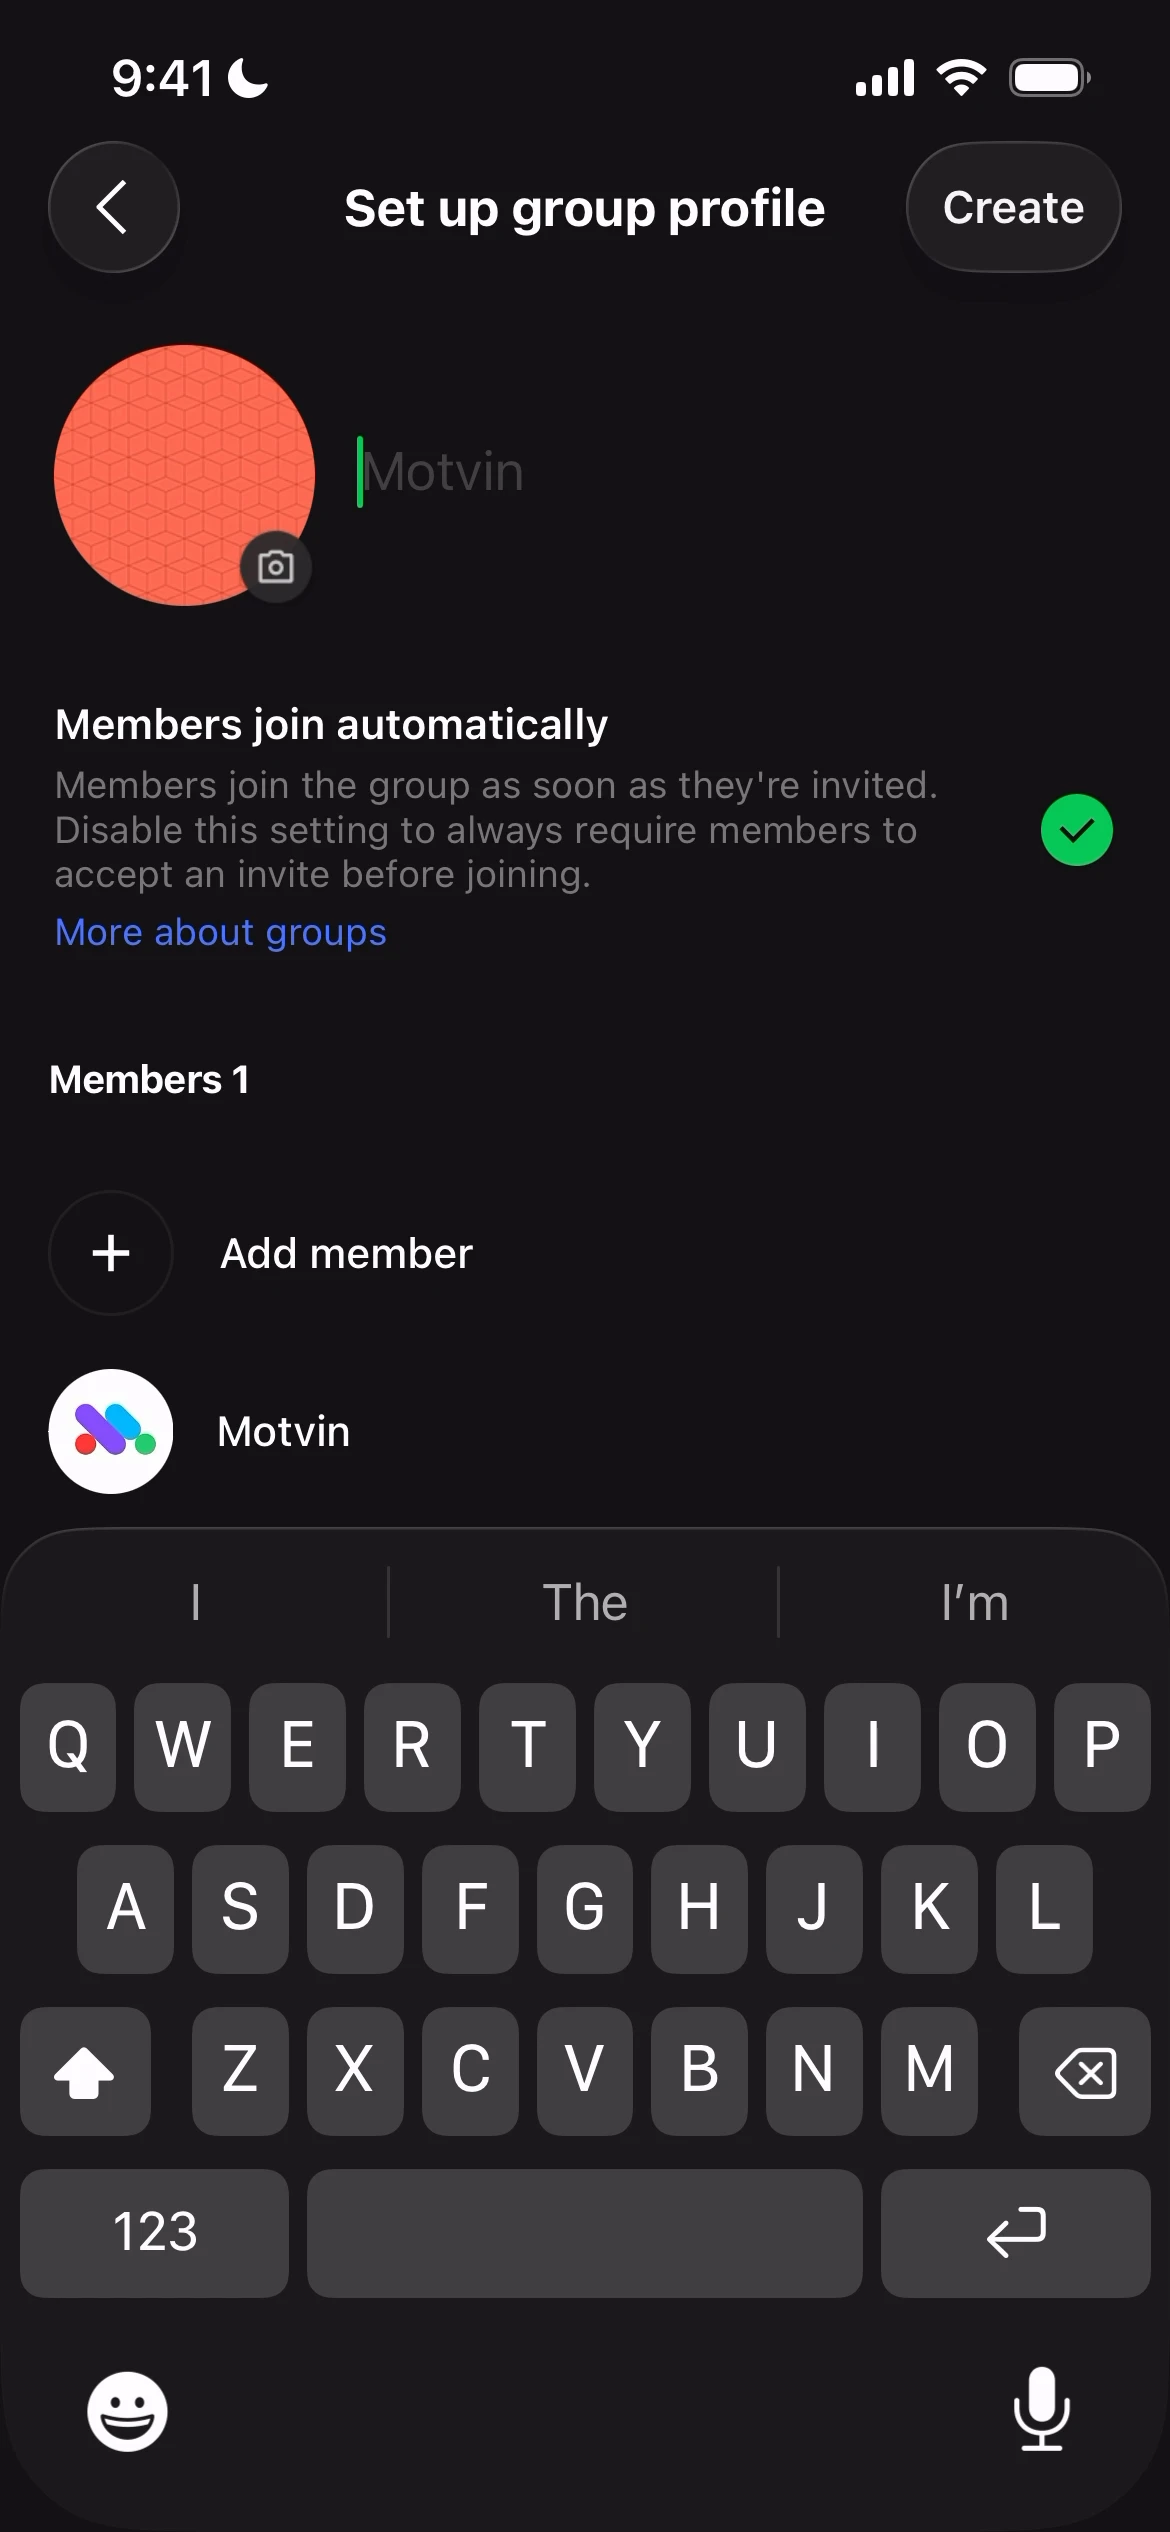 9:41
Set up group profile
Create
Motvin
Members join automatically
Members join the group as soon as they're invited.
Disable this setting to always require members to
accept an invite before joining.
More about groups
Members 1
Add member
Motvin
I
The
I’m
Q W E R T Y U I O P
A S D F G H J K L
Z X C V B N M
123